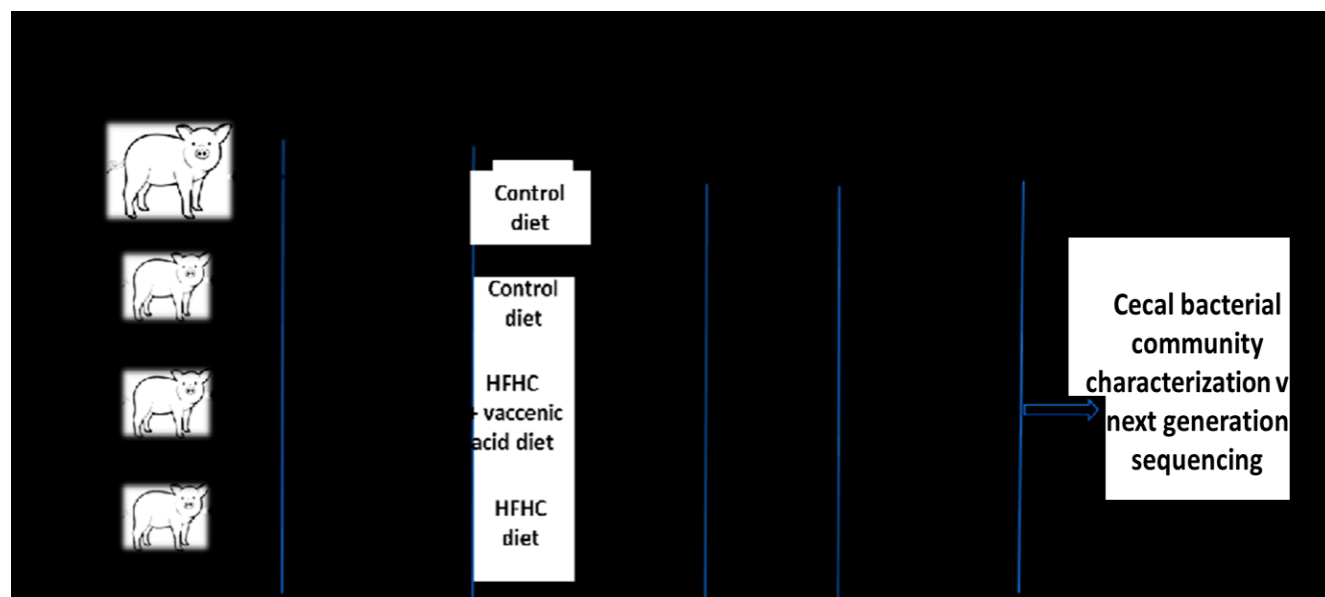 Control
diet
Control
diet
HFHC
+ vaccenic
acid diet
HFHC
diet
Cecal bacterial
community
characterization v
next generation
sequencing